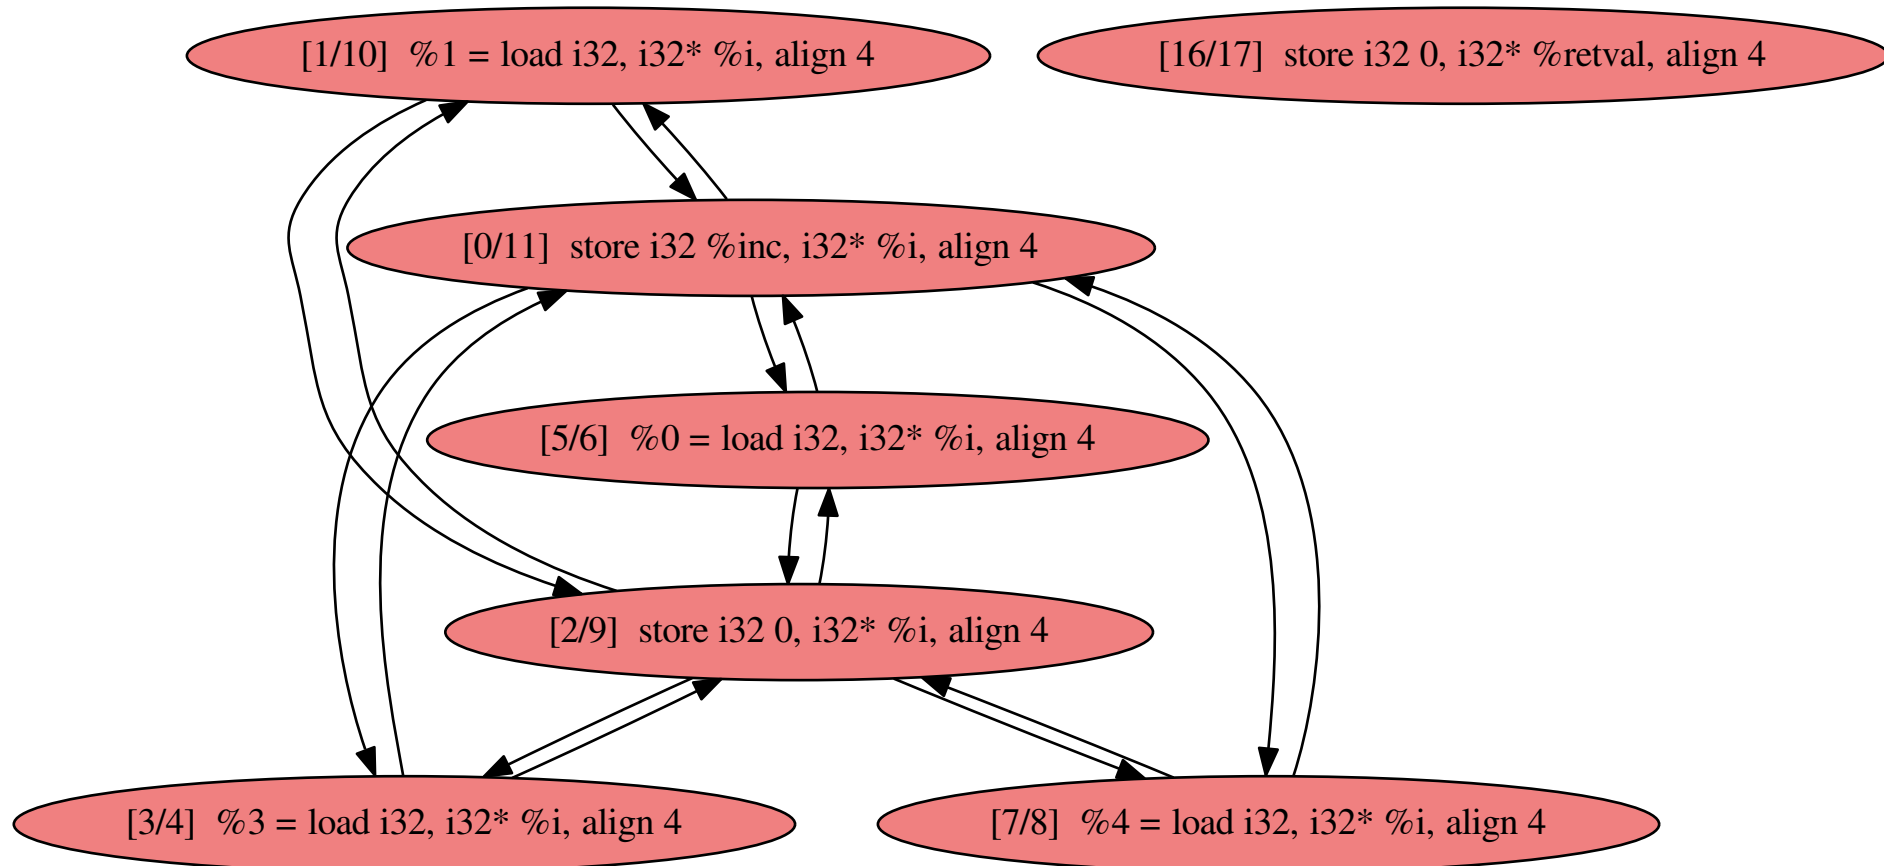 [1/10]  %1 = load i32, i32* %i, align 4
[16/17]  store i32 0, i32* %retval, align 4
[0/11]  store i32 %inc, i32* %i, align 4
[5/6]  %0 = load i32, i32* %i, align 4
[2/9]  store i32 0, i32* %i, align 4
[3/4]  %3 = load i32, i32* %i, align 4
[7/8]  %4 = load i32, i32* %i, align 4